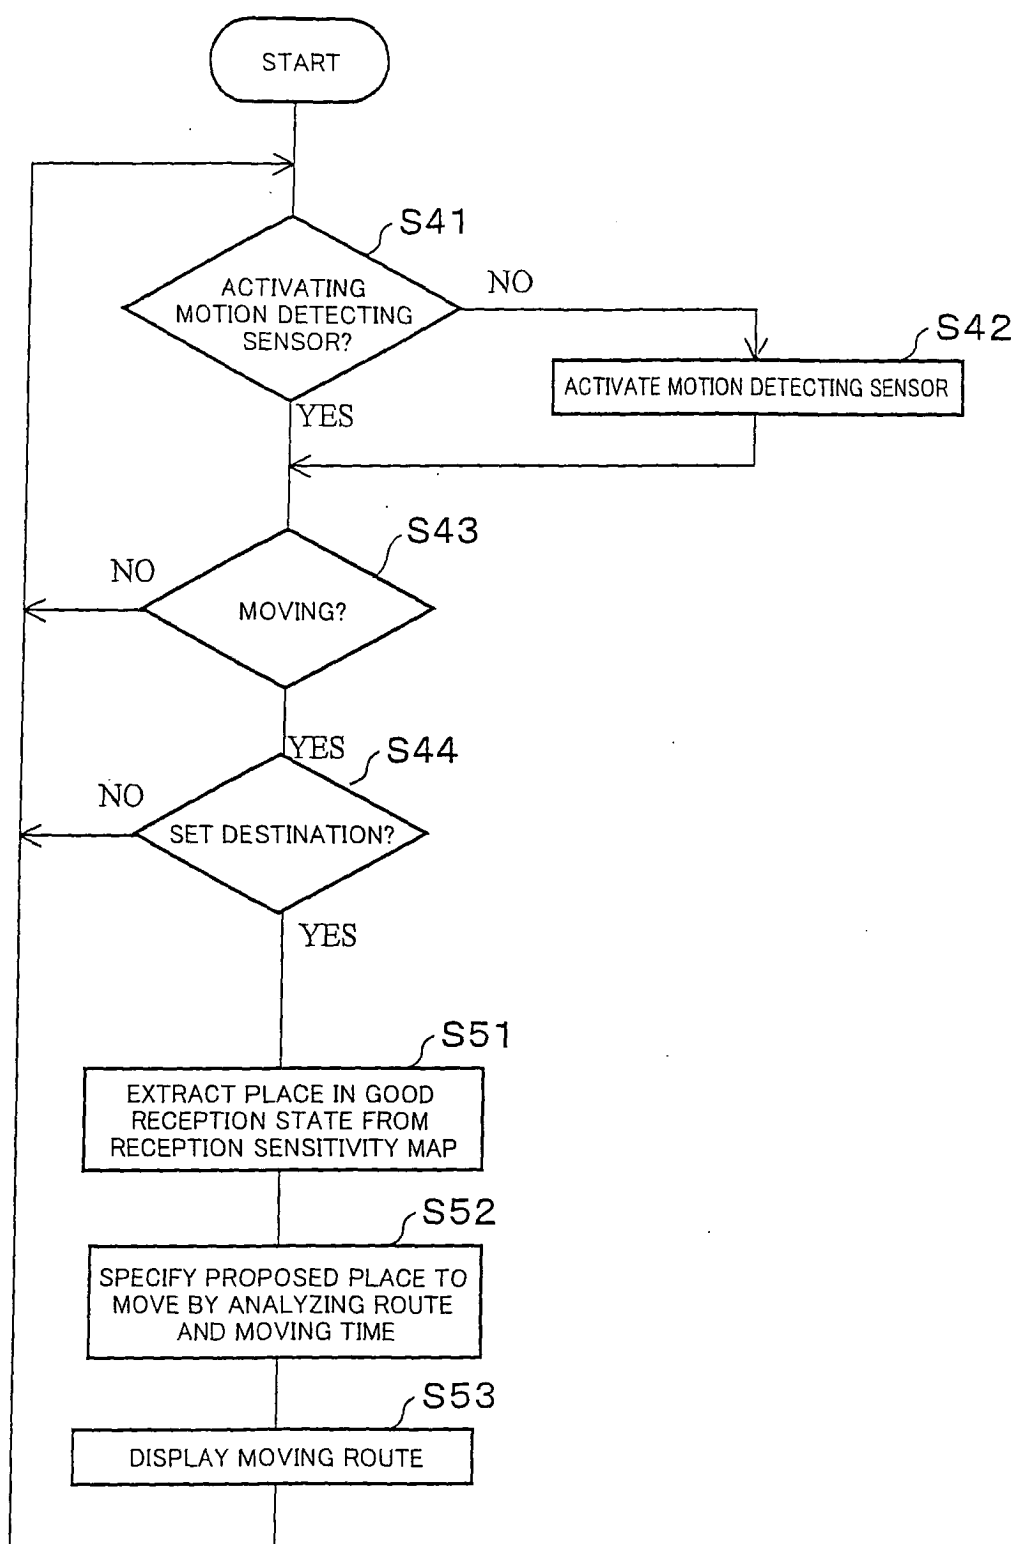 START
S41
ACTIVATING
MOTION DETECTING
SENSOR?
NO
S42
ACTIVATE MOTION DETECTING SENSOR
YES
S43
NO
MOVING?
YES
S44
NO
SET DESTINATION?
YES
S51
EXTRACT PLACE IN GOOD
RECEPTION STATE FROM
RECEPTION SENSITIVITY MAP
S52
SPECIFY PROPOSED PLACE TO
MOVE BY ANALYZING ROUTE
AND MOVING TIME
S53
DISPLAY MOVING ROUTE